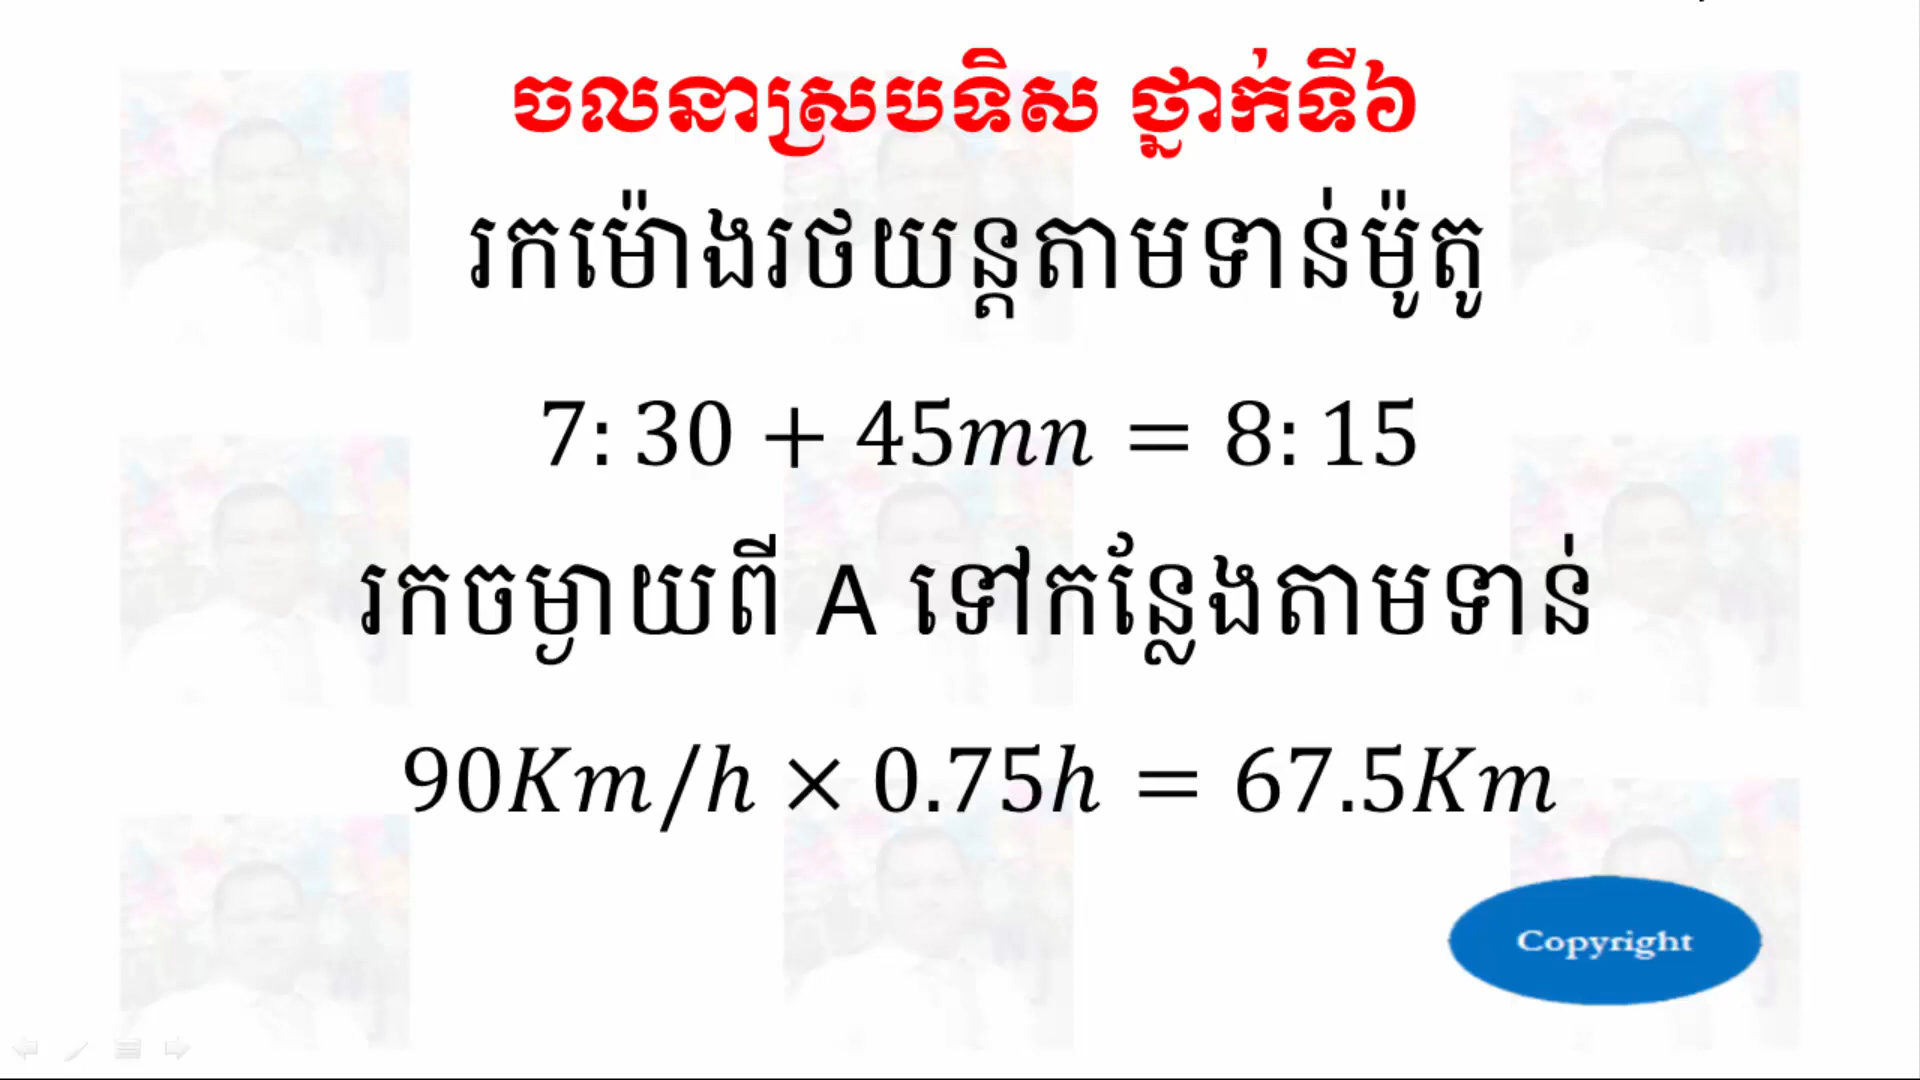 ចលនាស្របទិស ថ្នាក់ទី៦
រកម៉ោងរថយន្តតាមទាន់ម៉ូតូ
7: 30 + 45mn = 8: 15
រកចម្ងាយពី A ទៅកន្លែងតាមទាន់
90Km/h × 0.75h = 67.5Km
Copyright